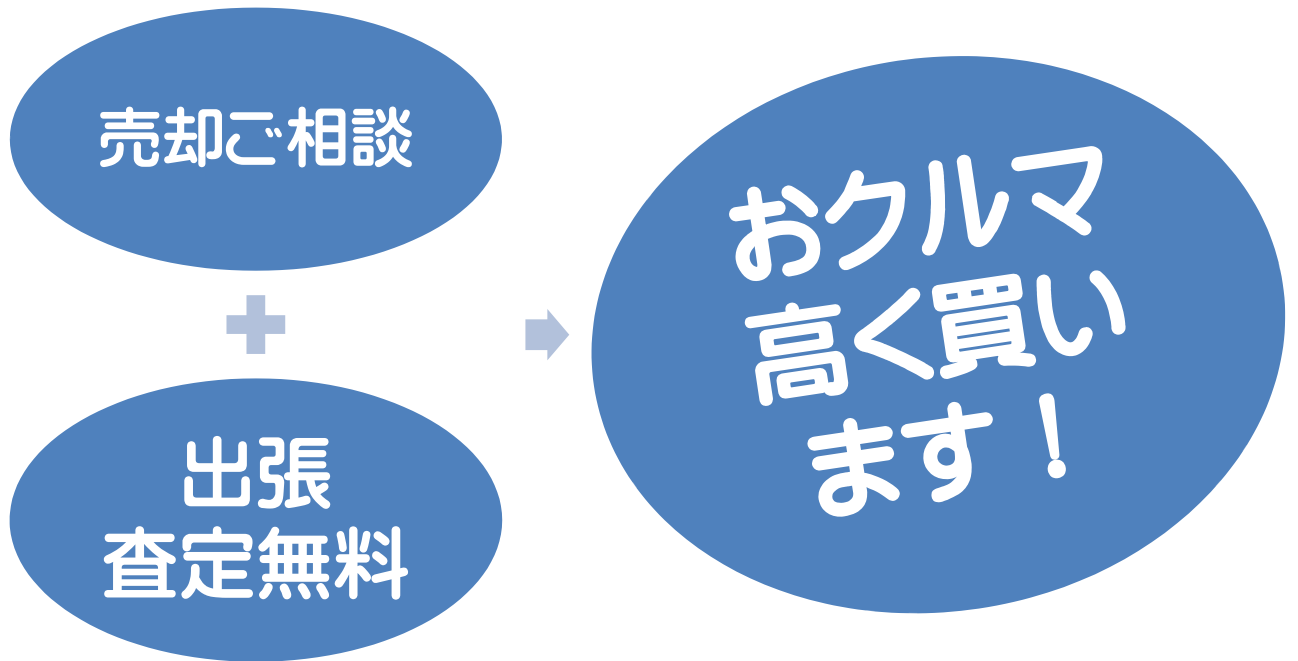 売却ご相談
出張
査定無料
おクルマ
高く買い
ます！